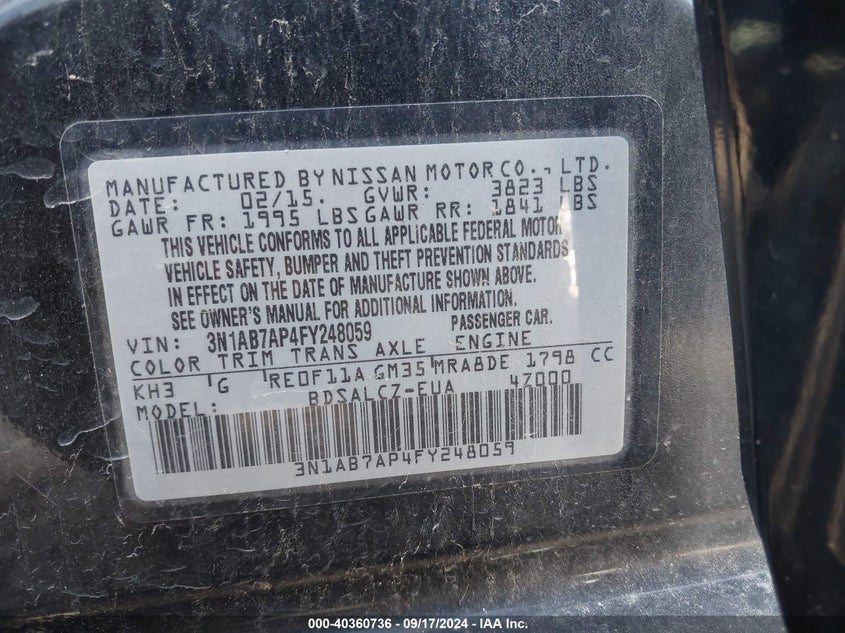 MANUFACTURED BY NISSAN MOTOR CO., LTD.
DATE: 02/15. GVWR: 3823 LBS
GAWR FR: 1995 LBS GAWR RR: 1841 LBS
THIS VEHICLE CONFORMS TO ALL APPLICABLE FEDERAL MOTOR
VEHICLE SAFETY, BUMPER AND THEFT PREVENTION STANDARDS
IN EFFECT ON THE DATE OF MANUFACTURE SHOWN ABOVE.
SEE OWNER'S MANUAL FOR ADDITIONAL INFORMATION.
VIN: 3N1AB7AP4FY248059 PASSENGER CAR.
COLOR TRIM TRANS AXLE ENGINE
KH3 G RE0F11A GM35 MRA8DE 1798 CC
MODEL: BDSALCZ-EUA 47000
3N1AB7AP4FY248059
000-40360736 - 09/17/2024 - IAA Inc.